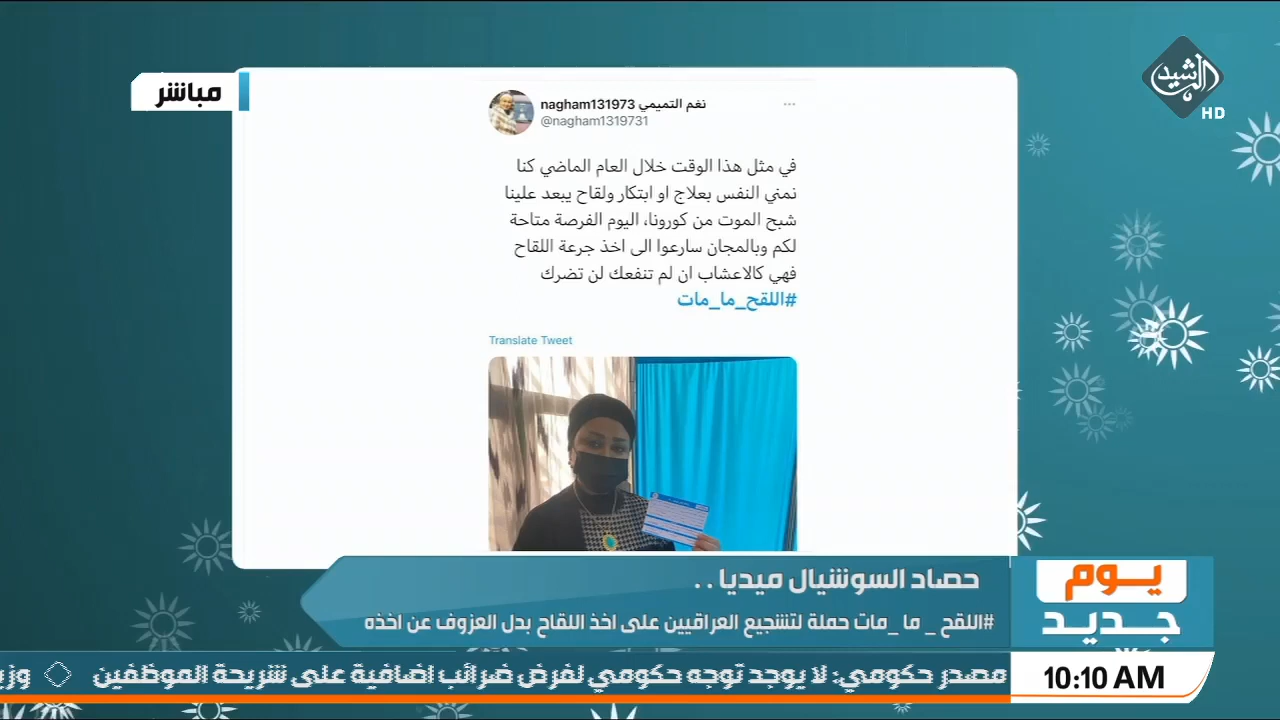 مباشر
الرشيد
HD
نغم التميمي nagham131973
@nagham1319731
في مثل هذا الوقت خلال العام الماضي كنا
نمني النفس بعلاج او ابتكار ولقاح يبعد علينا
شبح الموت من كورونا، اليوم الفرصة متاحة
لكم وبالمجان سارعوا الى اخذ جرعة اللقاح
فهي كالاعشاب ان لم تنفعك لن تضرك
#اللقح_ما_مات
Translate Tweet
يوم
جديد
حصاد السوشيال ميديا . .
#اللقح _ ما _مات حملة لتشجيع العراقيين على اخذ اللقاح بدل العزوف عن اخذه
10:10 AM
مصدر حكومي: لا يوجد توجه حكومي لفرض ضرائب اضافية على شريحة الموظفين